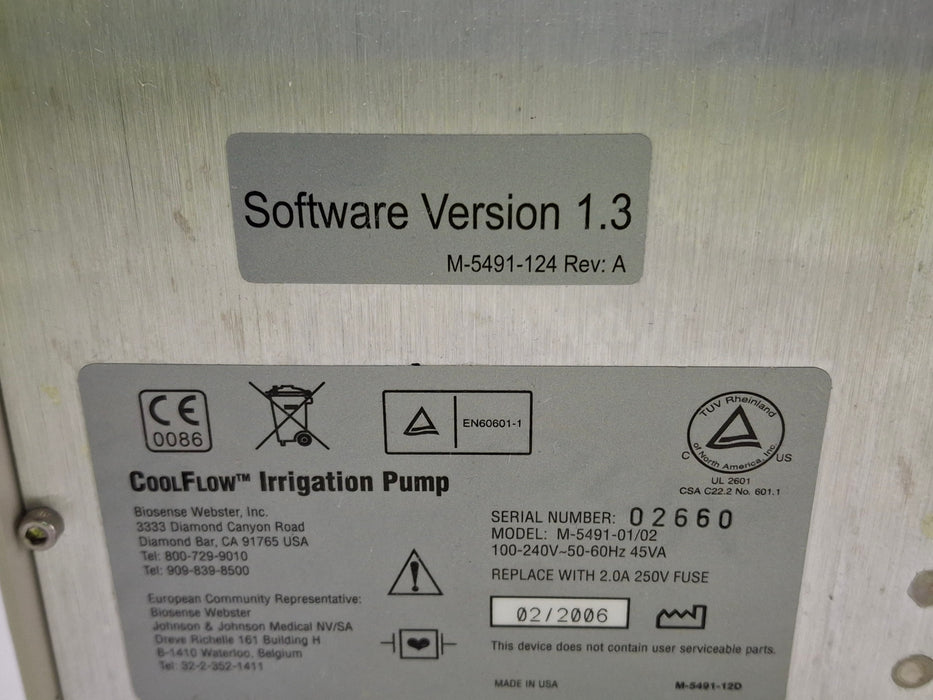 Software Version 1.3
M-5491-124 Rev: A
CE
0086
EN60601-1
TUV Rheinland
of North America, Inc.
C US
UL 2601
CSA C22.2 No. 601.1
CoolFlow™ Irrigation Pump
Biosense Webster, Inc.
3333 Diamond Canyon Road
Diamond Bar, CA 91765 USA
Tel: 800-729-9010
Tel: 909-839-8500
European Community Representative:
Biosense Webster
Johnson & Johnson Medical NV/SA
Dreve Richelle 161 Building H
B-1410 Waterloo, Belgium
Tel: 32-2-352-1411
SERIAL NUMBER: 02660
MODEL: M-5491-01/02
100-240V~50-60Hz 45VA
REPLACE WITH 2.0A 250V FUSE
02/2006
This device does not contain user serviceable parts.
MADE IN USA
M-5491-12D